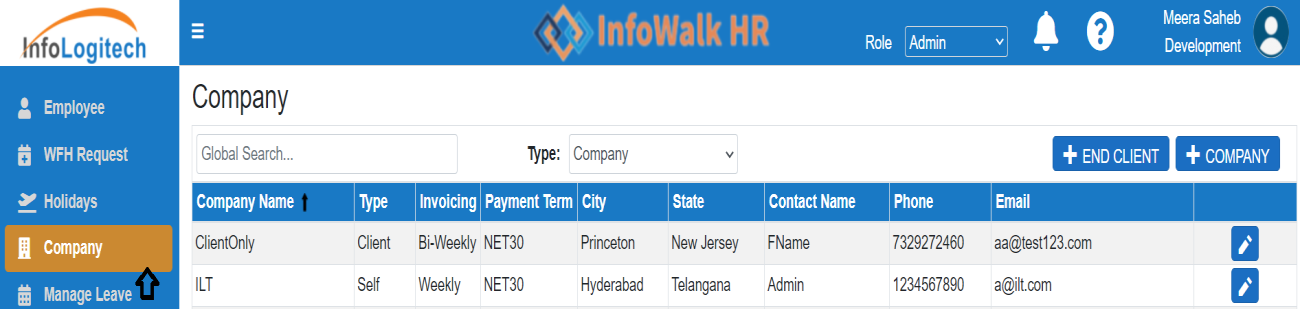 InfoLogitech
InfoWalk HR
Role
Admin
Meera Saheb
Development
Employee
WFH Request
Holidays
Company
Manage Leave
Company
Global Search...
Type:
Company
END CLIENT
COMPANY
Company Name Type Invoicing Payment Term City State Contact Name Phone Email
ClientOnly Client Bi-Weekly NET30 Princeton New Jersey FName 7329272460 aa@test123.com
ILT Self Weekly NET30 Hyderabad Telangana Admin 1234567890 a@ilt.com